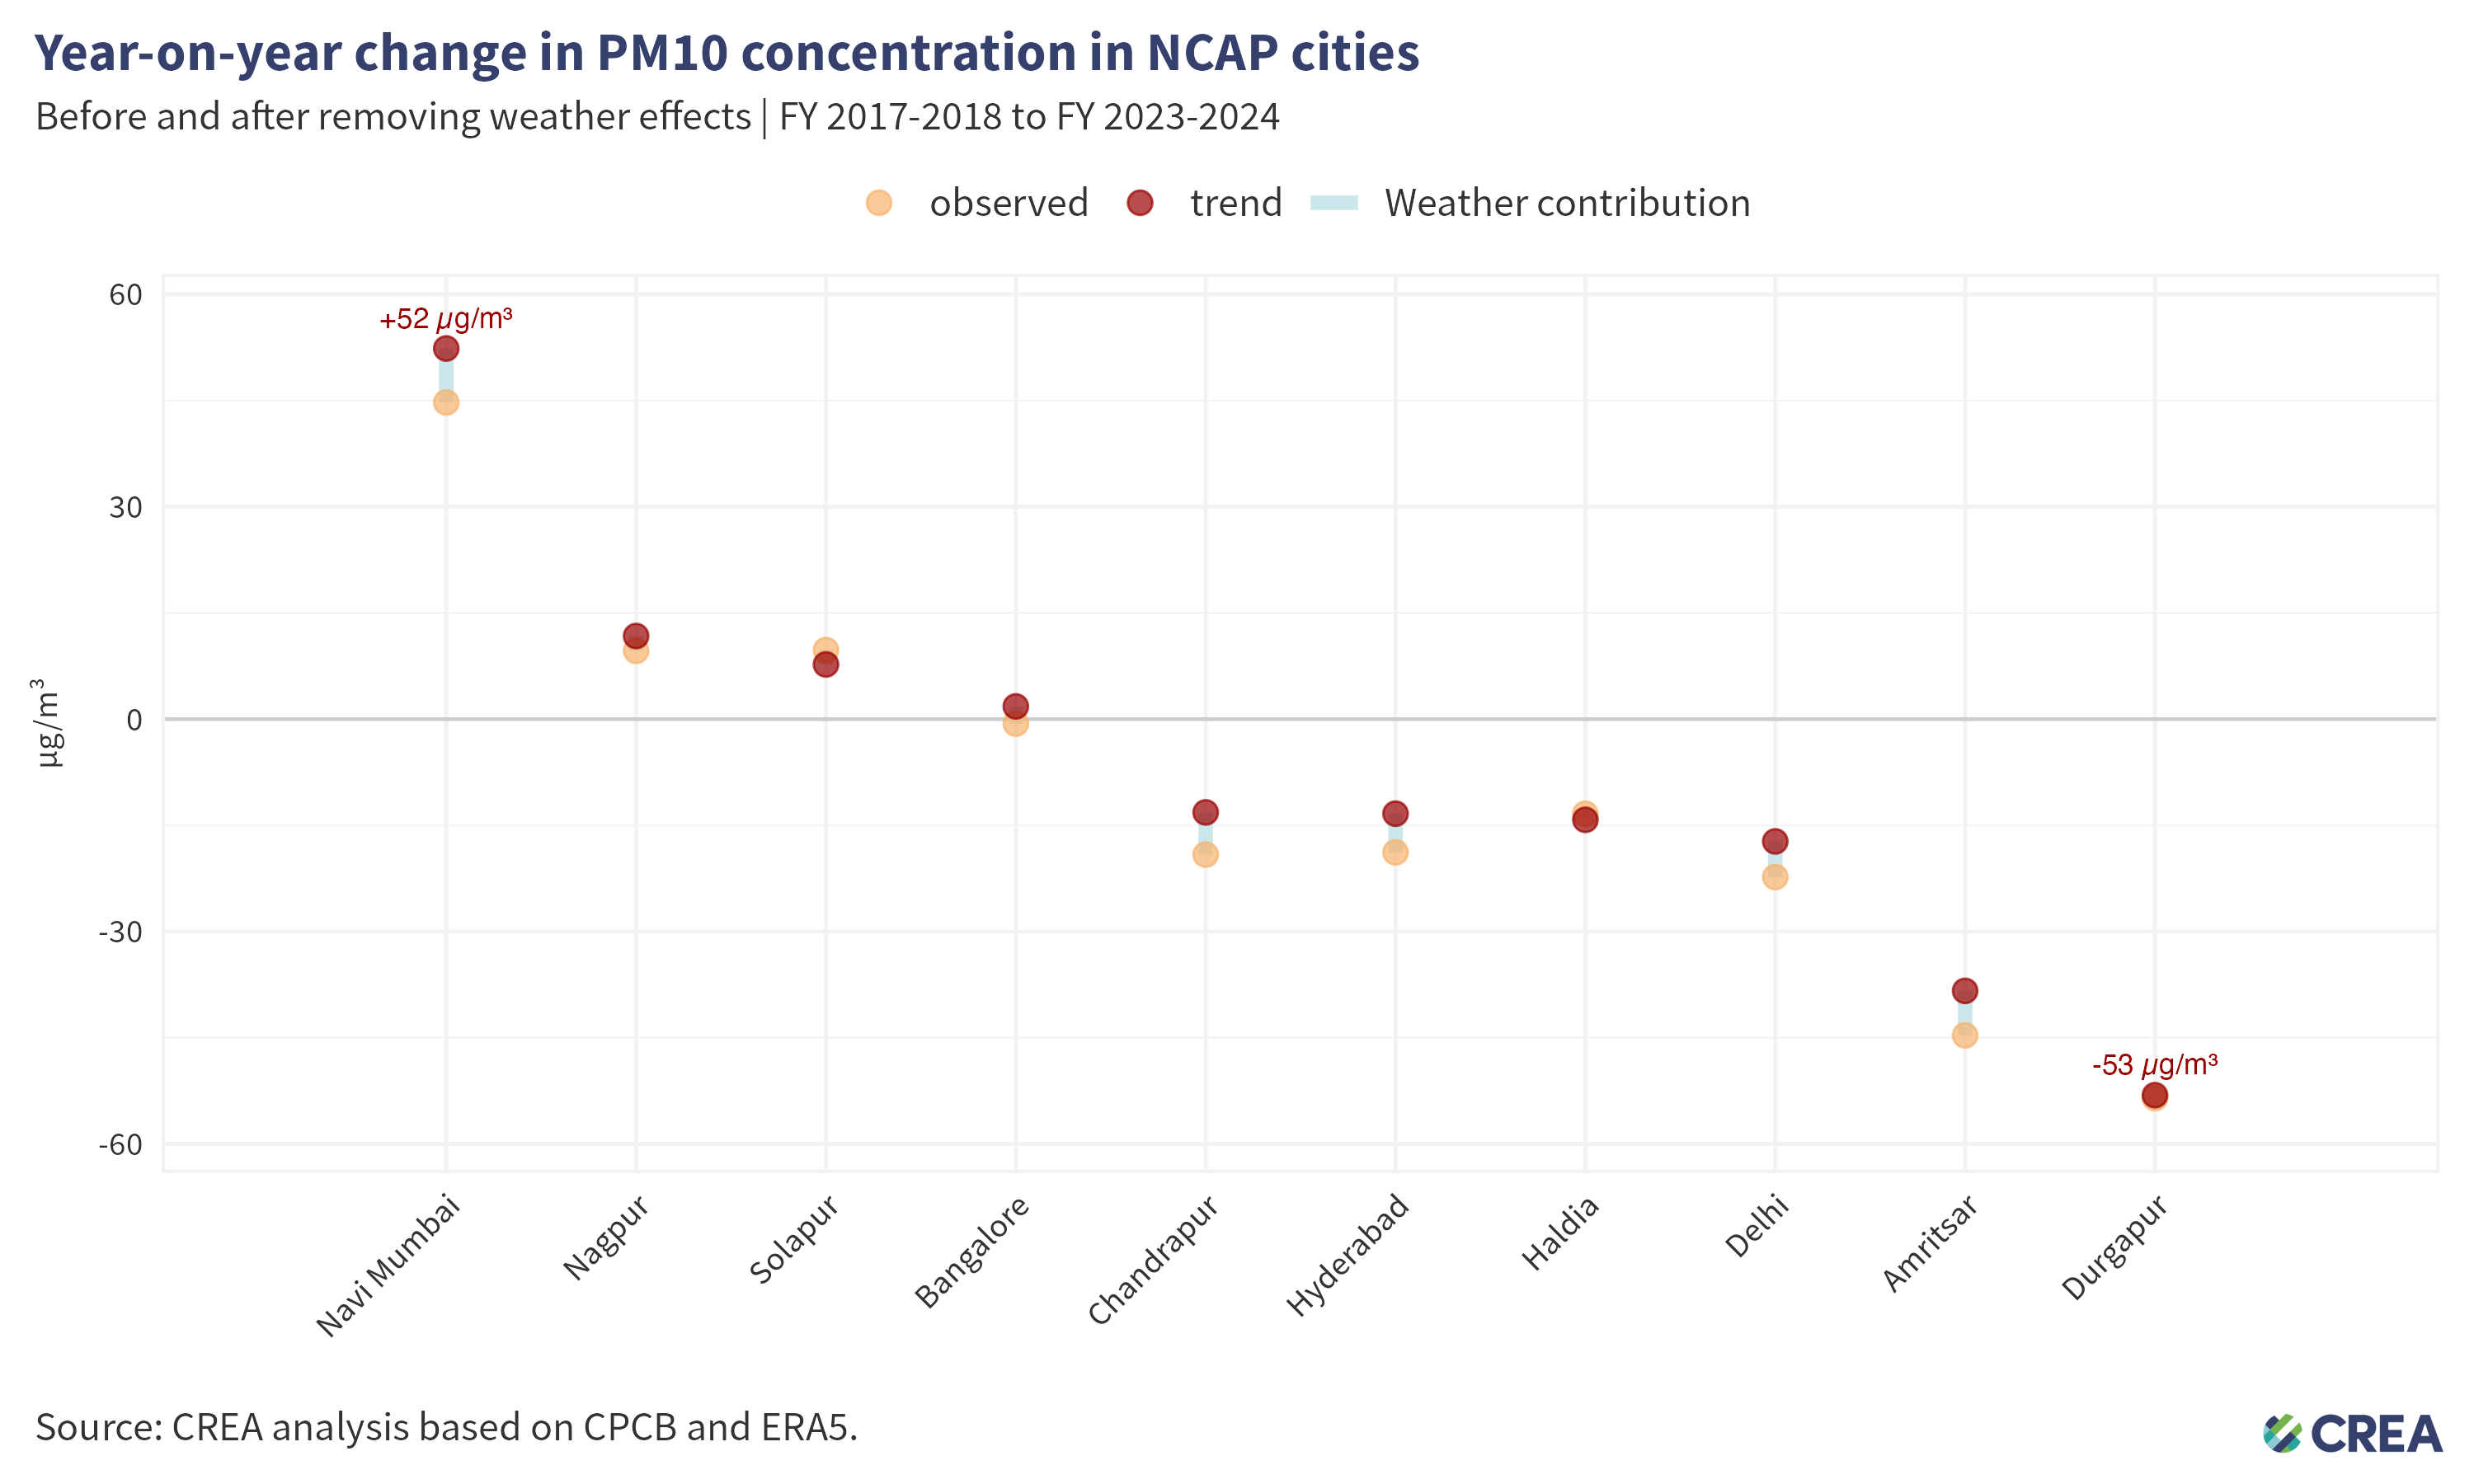 Year-on-year change in PM10 concentration in NCAP cities
Before and after removing weather effects | FY 2017-2018 to FY 2023-2024
observed trend Weather contribution
60
+52 µg/m³
30
0
µg/m³
-30
-53 µg/m³
-60
Navi Mumbai
Nagpur
Solapur
Bangalore
Chandrapur
Hyderabad
Haldia
Delhi
Amritsar
Durgapur
Source: CREA analysis based on CPCB and ERA5.
CREA